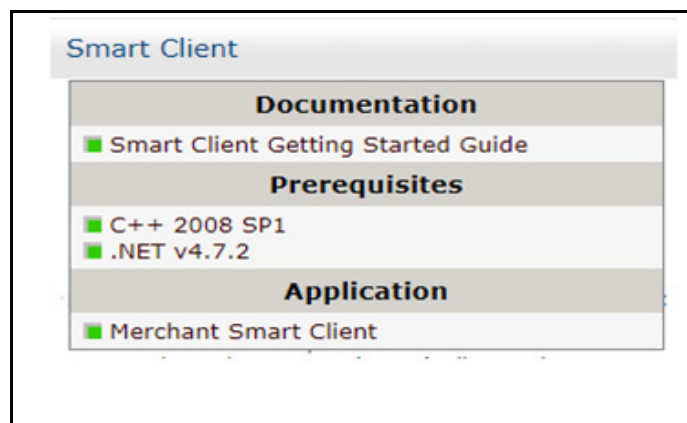 Smart Client
Documentation
Smart Client Getting Started Guide
Prerequisites
C++ 2008 SP1
.NET v4.7.2
Application
Merchant Smart Client